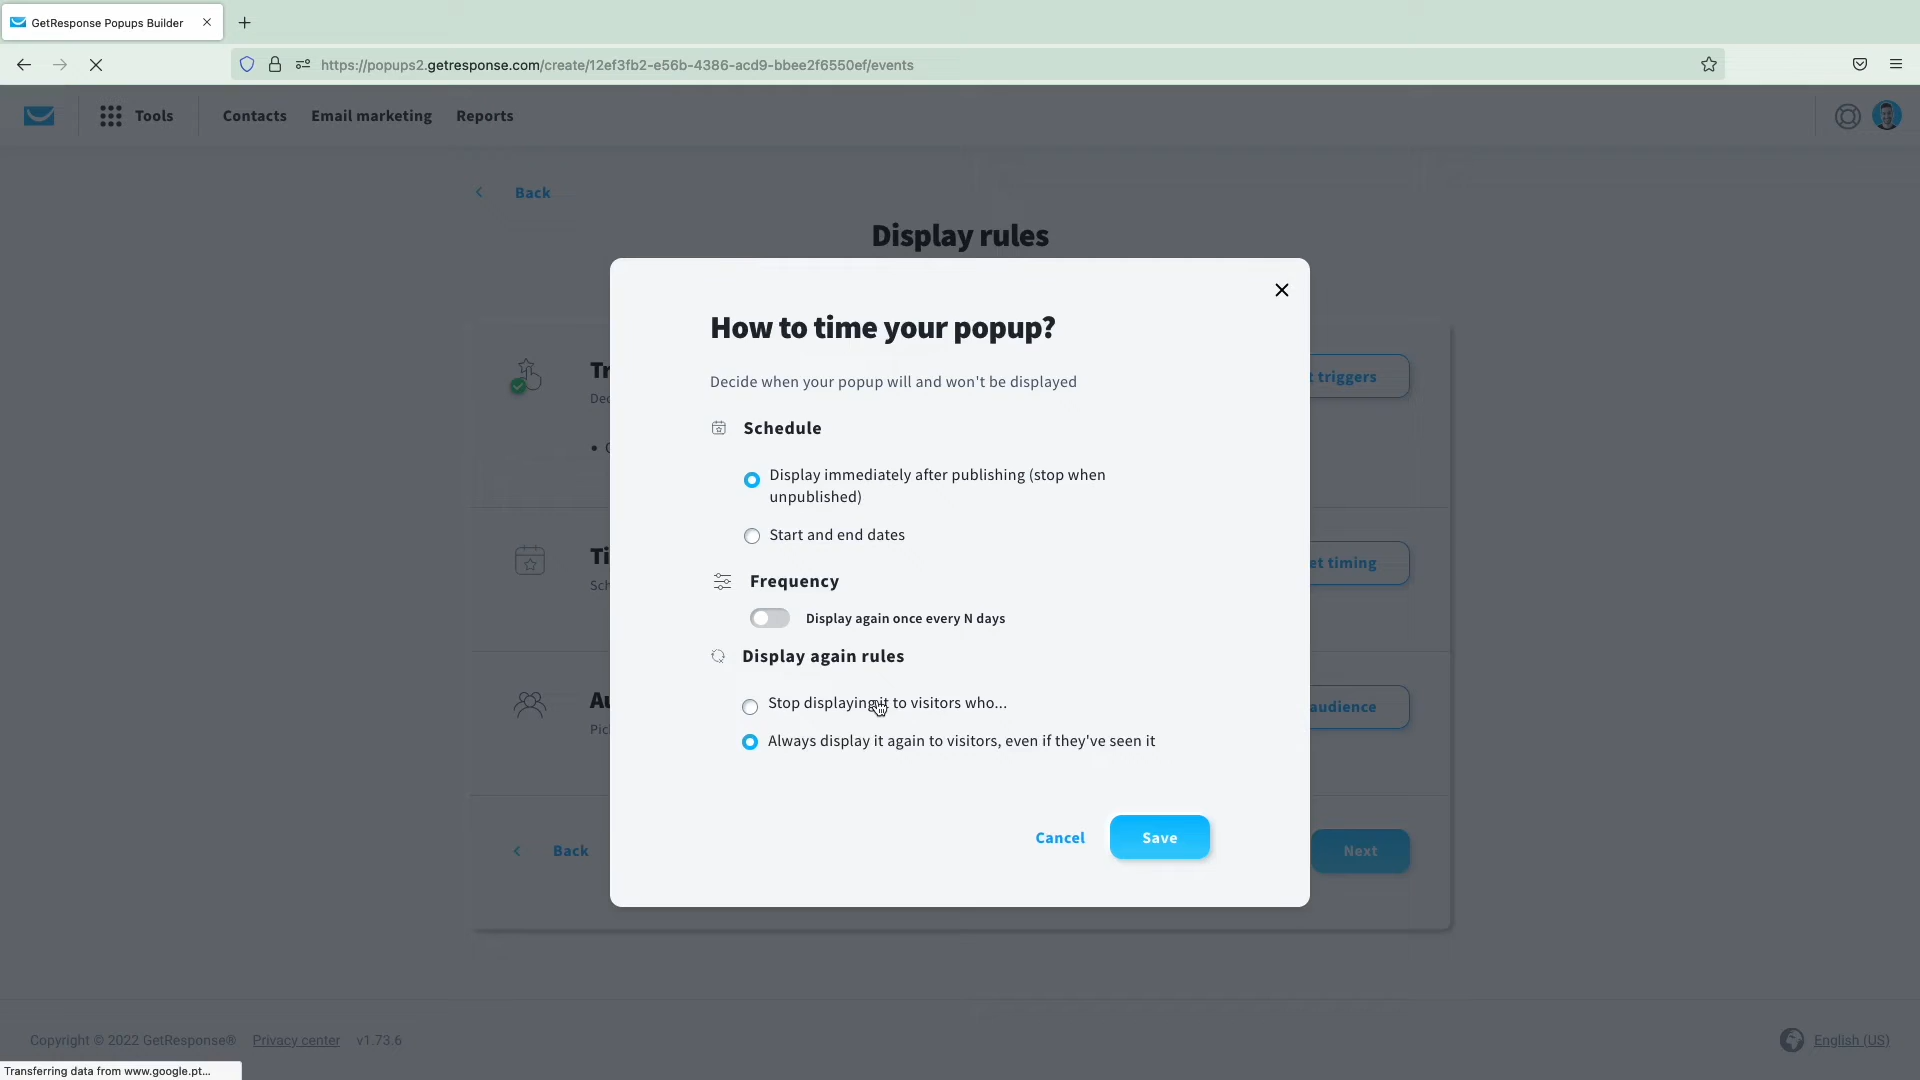 GetResponse Popups Builder
https://popups2.getresponse.com/create/12ef3fb2-e56b-4386-acd9-bbee2f6550ef/events
Tools
Contacts
Email marketing
Reports
Back
Display rules
How to time your popup?
Decide when your popup will and won't be displayed
Schedule
Display immediately after publishing (stop when
unpublished)
Start and end dates
Frequency
Display again once every N days
Display again rules
Stop displaying it to visitors who...
Always display it again to visitors, even if they've seen it
Cancel
Save
triggers
timing
audience
Back
Next
Copyright © 2022 GetResponse®
Privacy center
v1.73.6
English (US)
Transferring data from www.google.pt...